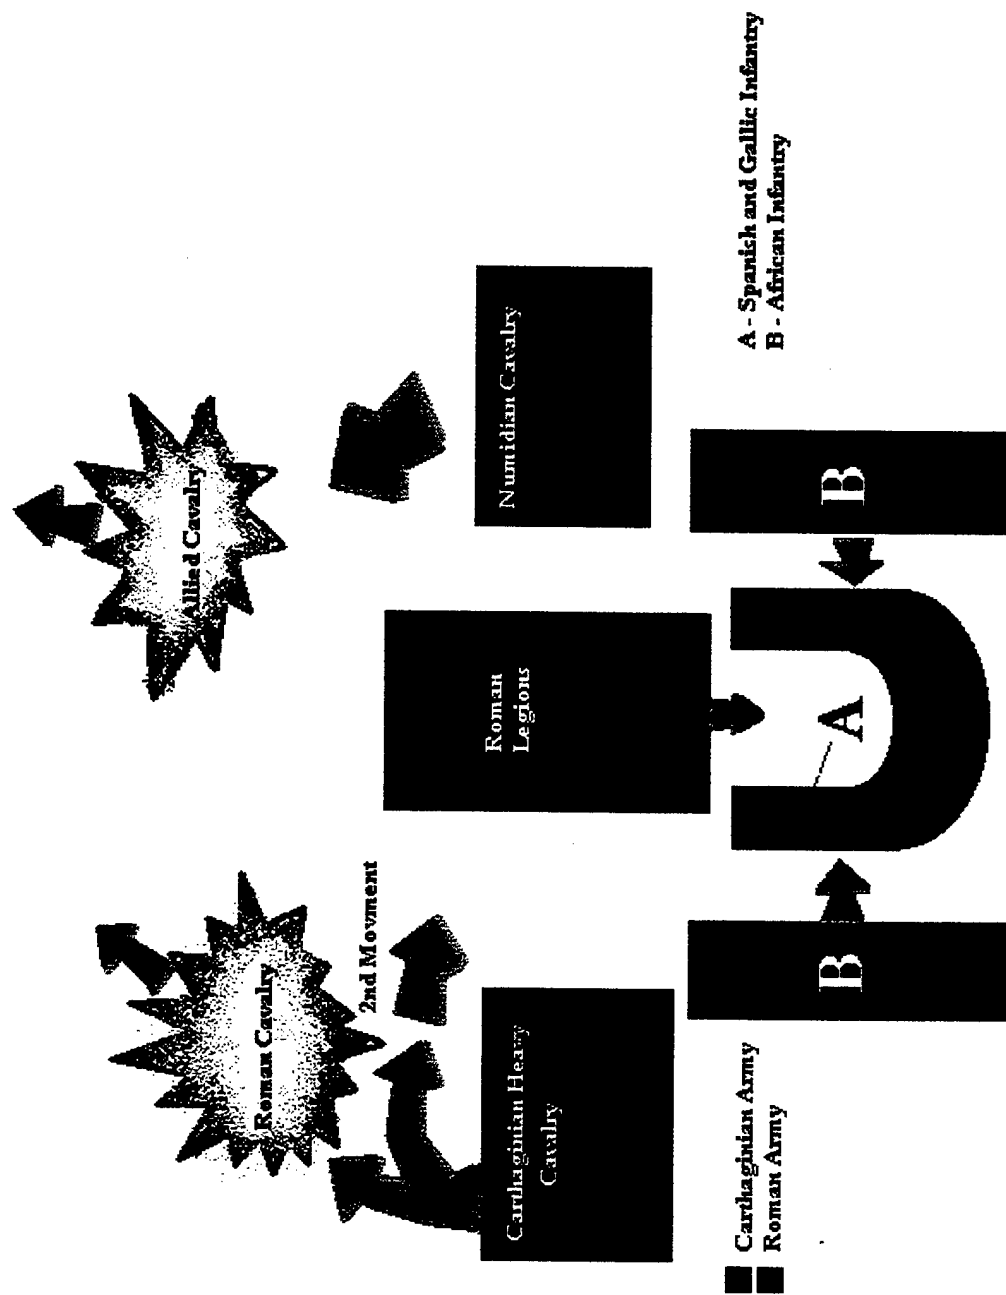 Allied Cavalry
Roman Cavalry
2nd Movment
Numidian Cavalry
Roman
Legions
Carthaginian Heavy
Cavalry
B
A
B
A - Spanish and Gallic Infantry
B - African Infantry
Carthaginian Army
Roman Army